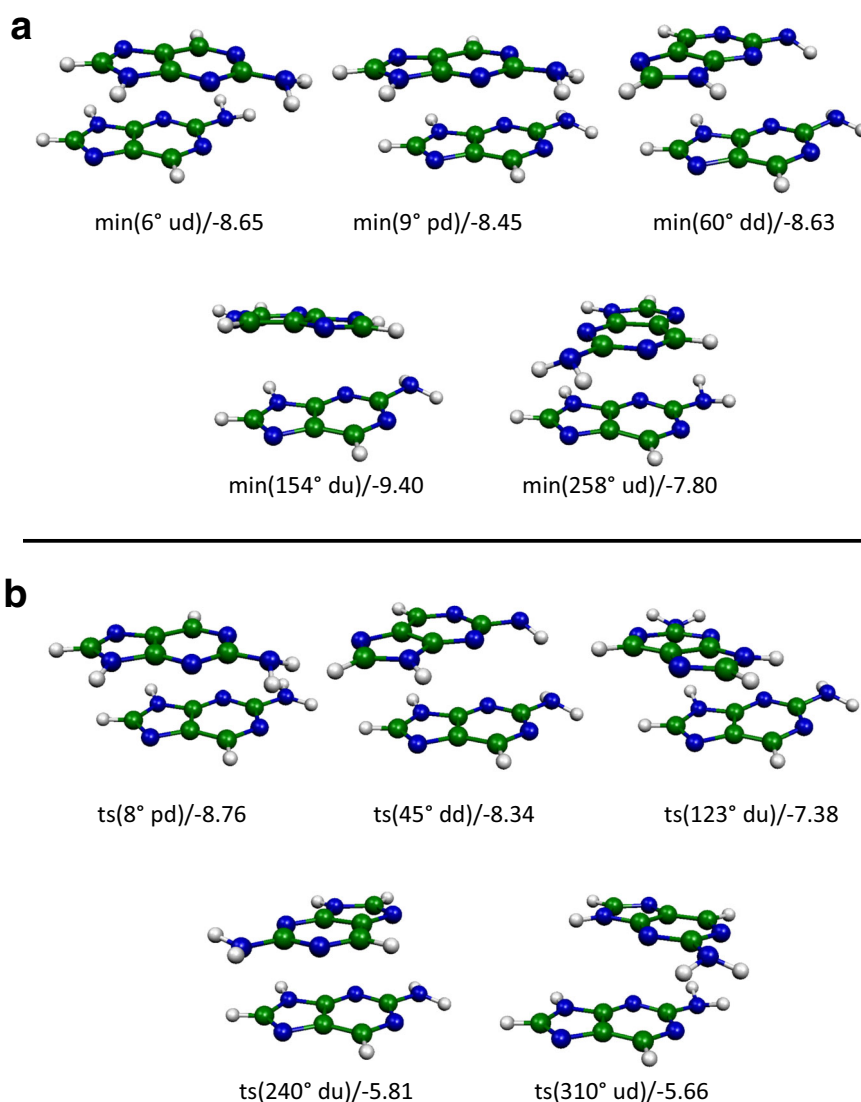 a
min(6° ud)/-8.65 min(9° pd)/-8.45 min(60° dd)/-8.63
min(154° du)/-9.40 min(258° ud)/-7.80
b
ts(8° pd)/-8.76 ts(45° dd)/-8.34 ts(123° du)/-7.38
ts(240° du)/-5.81 ts(310° ud)/-5.66